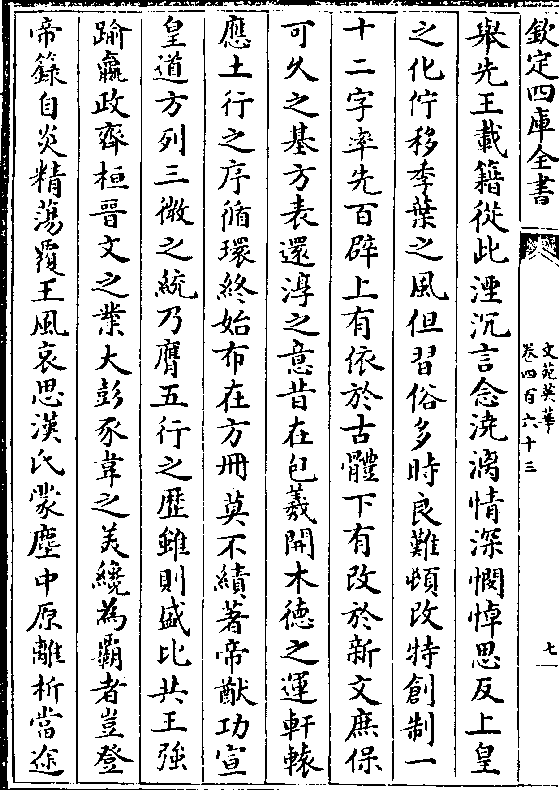 欽定四庫全書
文苑英華
卷四百六十三
七
舉先王載籍從此湮沉言念澆漓情深憫悼思反上皇
之化佇移季葉之風但習俗多時良難頓改特創制一
十二字率先百辟上有依於古體下有改於新文庶保
可久之基方表還淳之意昔在包羲開木德之運軒轅
應土行之序循環終始布在方冊莫不績著帝猷功宣
皇道方列三微之統乃膺五行之歷雖則盛比共王強
踰嬴政齊桓晉文之業大彭豕韋之美纔為霸者豈登
帝籙自炎精蕩覆王風哀思漢氏蒙塵中原離析當途